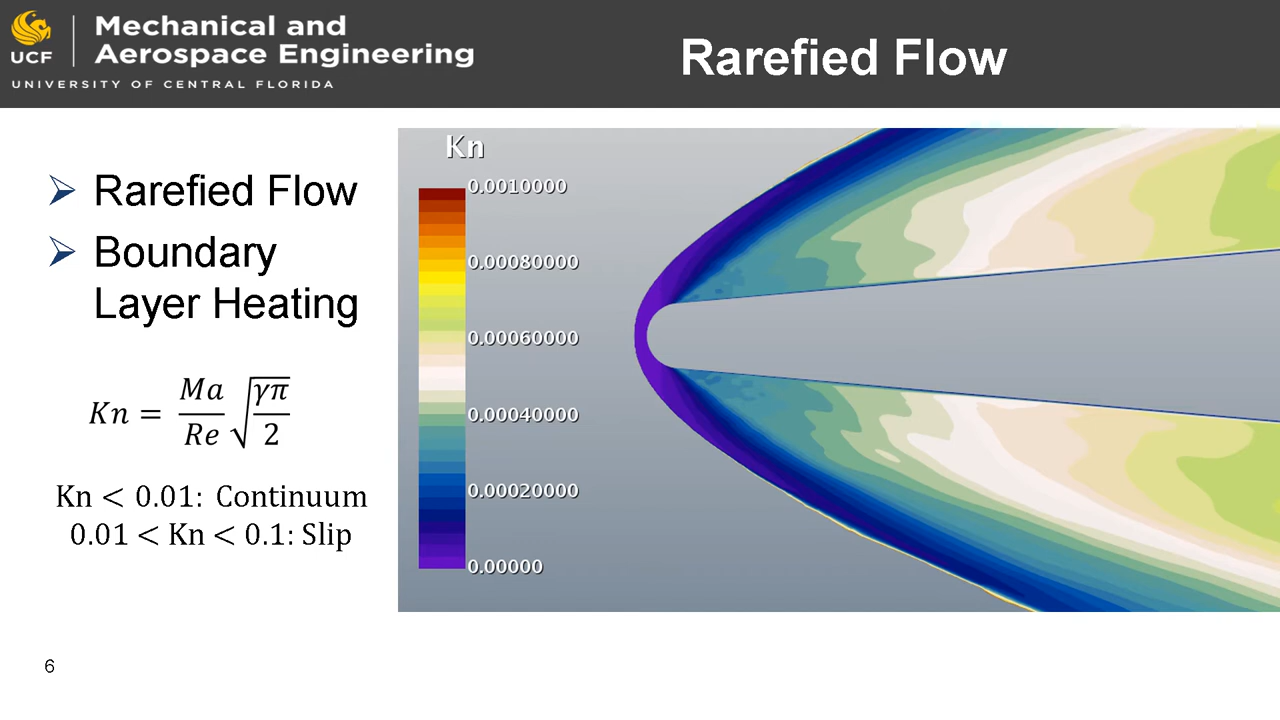 UCF
Mechanical and
Aerospace Engineering
UNIVERSITY OF CENTRAL FLORIDA
Rarefied Flow
➢ Rarefied Flow
➢ Boundary
Layer Heating
𝐾𝑛 = 𝑀𝑎/𝑅𝑒 √(𝛾𝜋/2)
Kn < 0.01: Continuum
0.01 < Kn < 0.1: Slip
Kn
0.0010000
0.00080000
0.00060000
0.00040000
0.00020000
0.00000
6